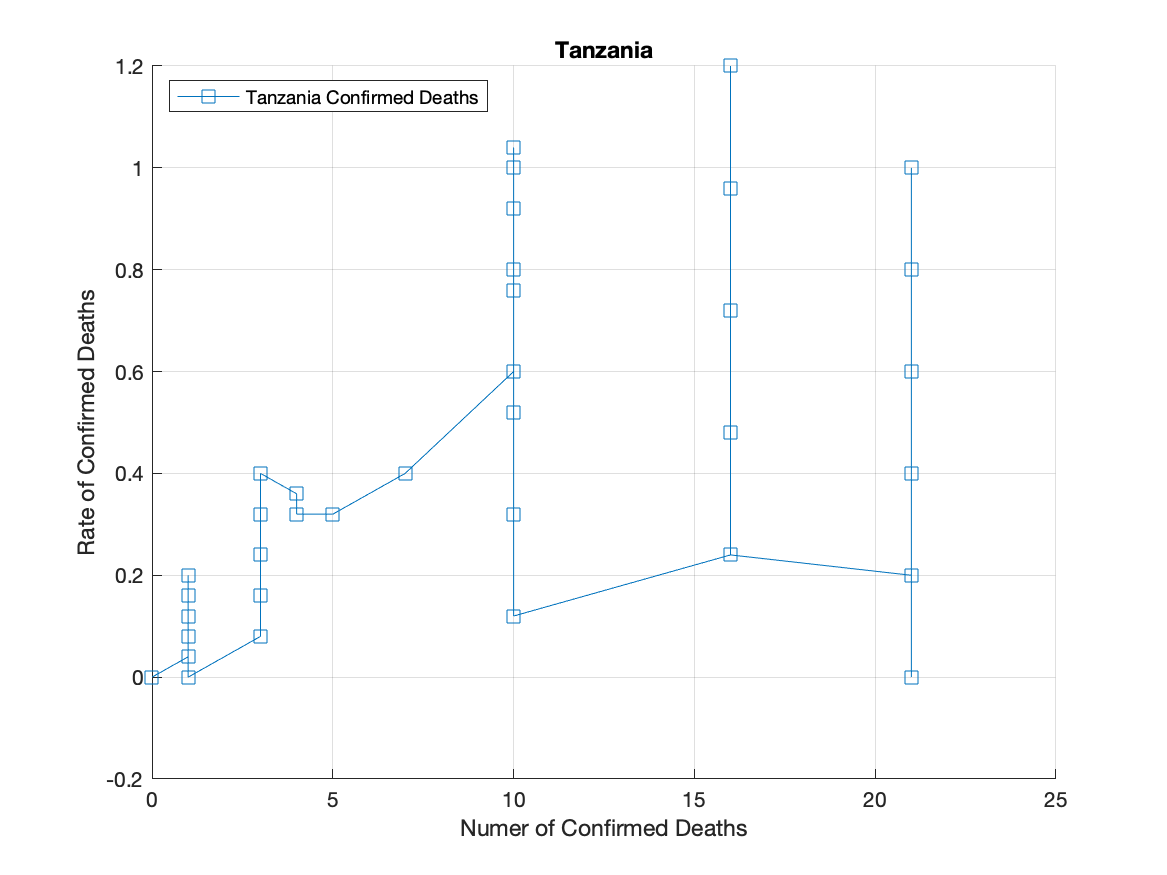 Tanzania
Tanzania Confirmed Deaths
1.2
1
0.8
0.6
0.4
0.2
0
-0.2
Rate of Confirmed Deaths
0 5 10 15 20 25
Numer of Confirmed Deaths